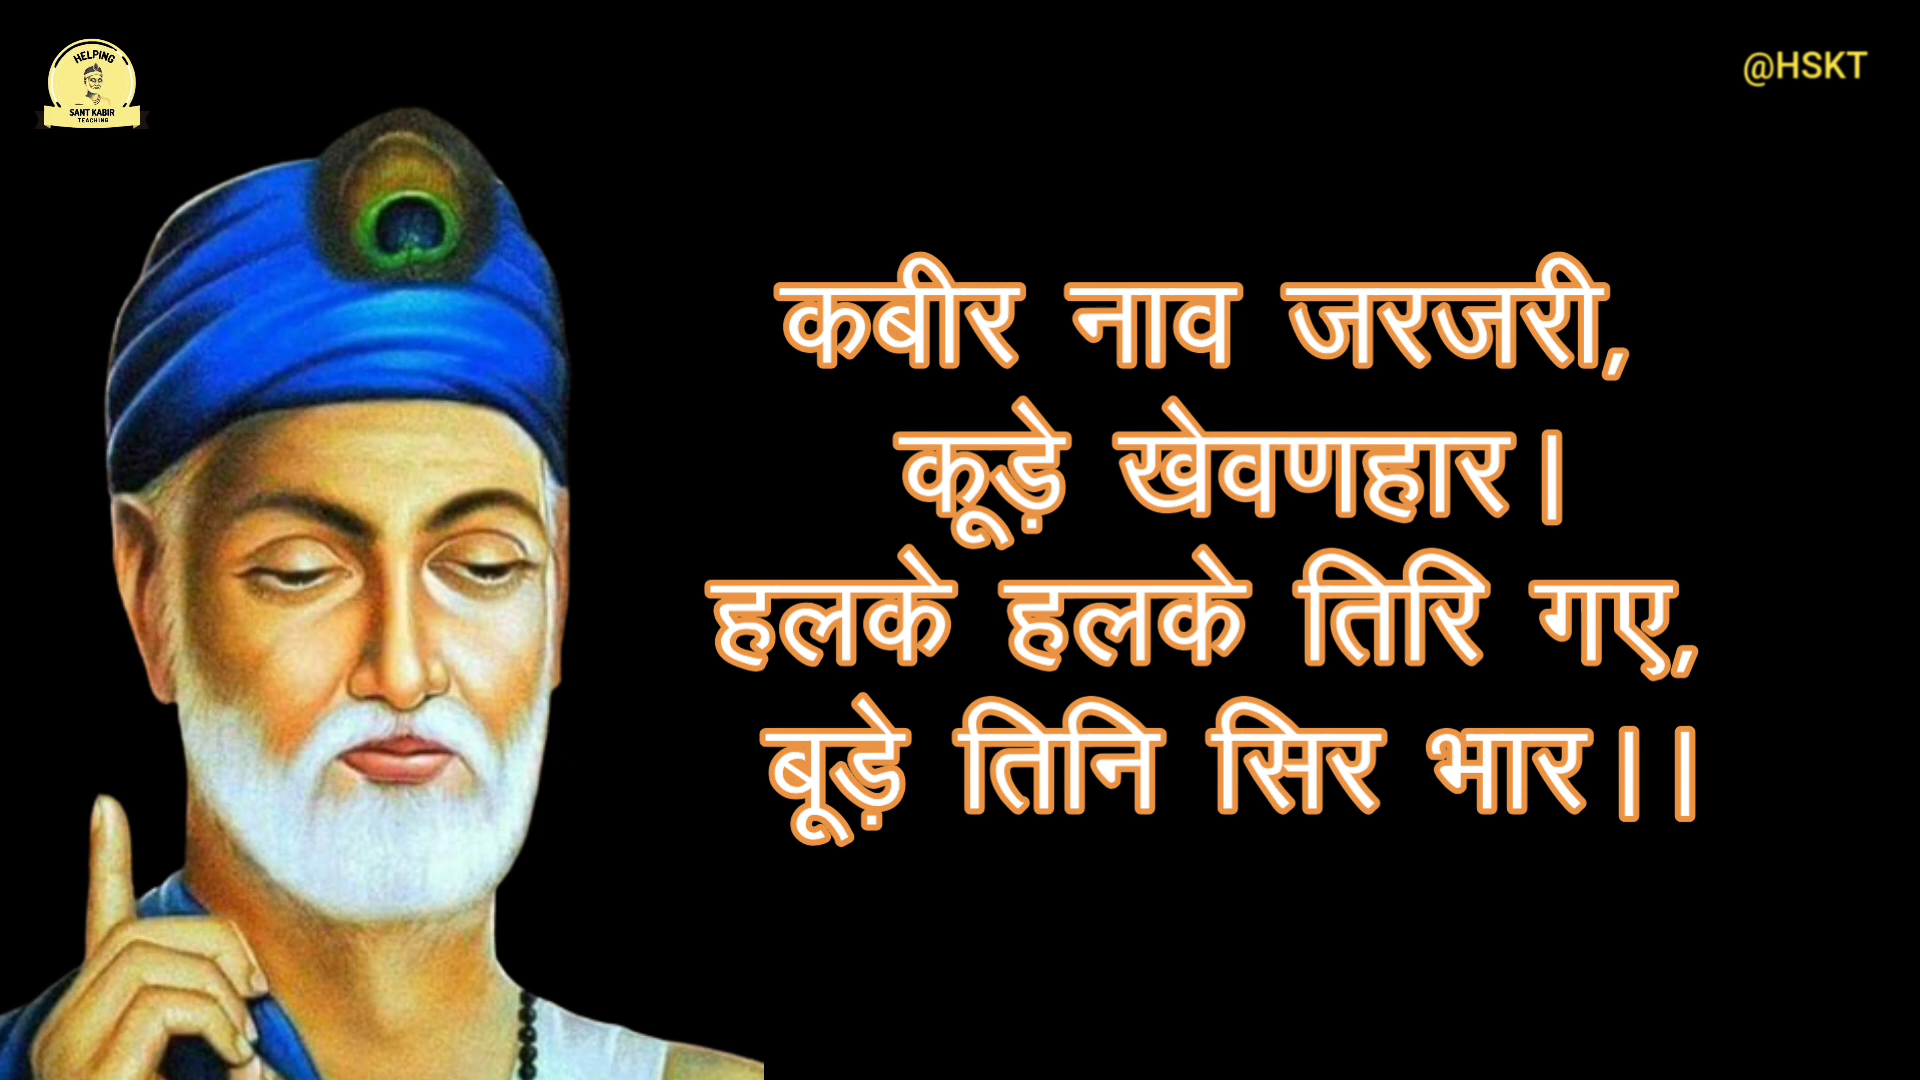 HELPING
SANT KABIR
TEACHING
@HSKT
कबीर नाव जरजरी,
कूड़े खेवणहार।
हलके हलके तिरि गए,
बूड़े तिनि सिर भार।।